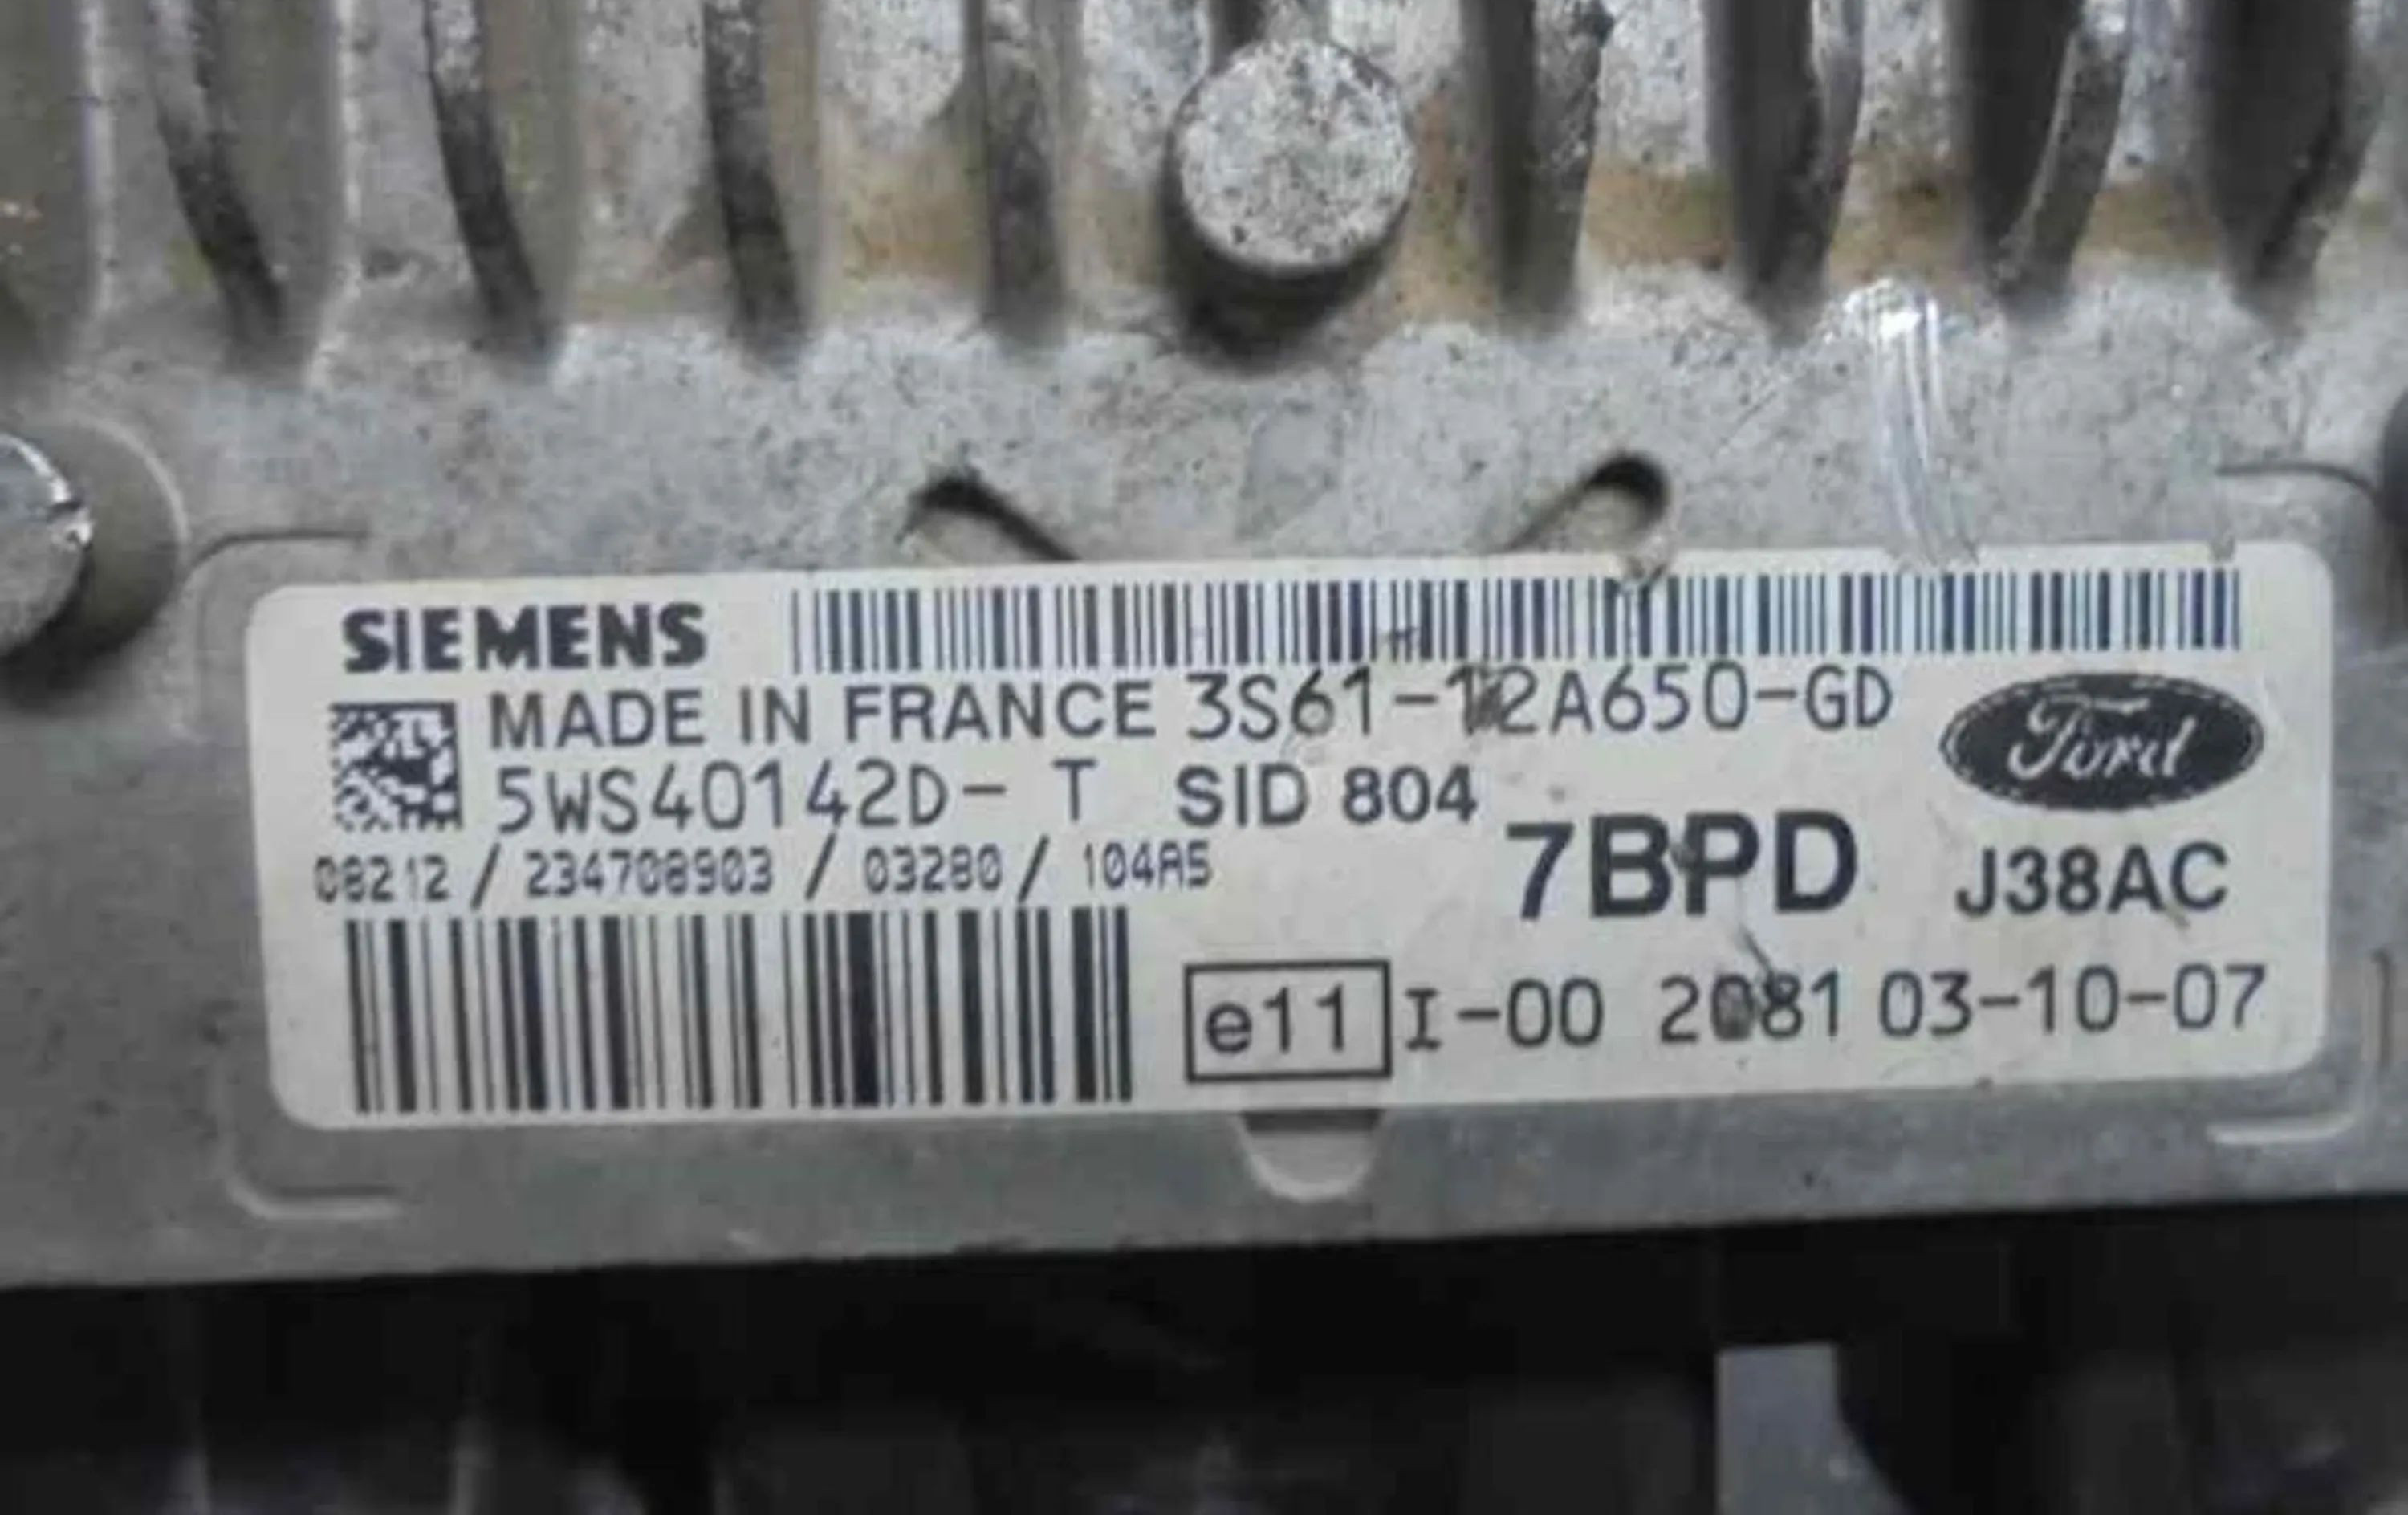 SIEMENS
MADE IN FRANCE 3S61-12A650-GD
Ford
5WS40142D- T SID 804
7BPD J38AC
08212 / 234708903 / 03280 / 104A5
e11 I-00 2081 03-10-07